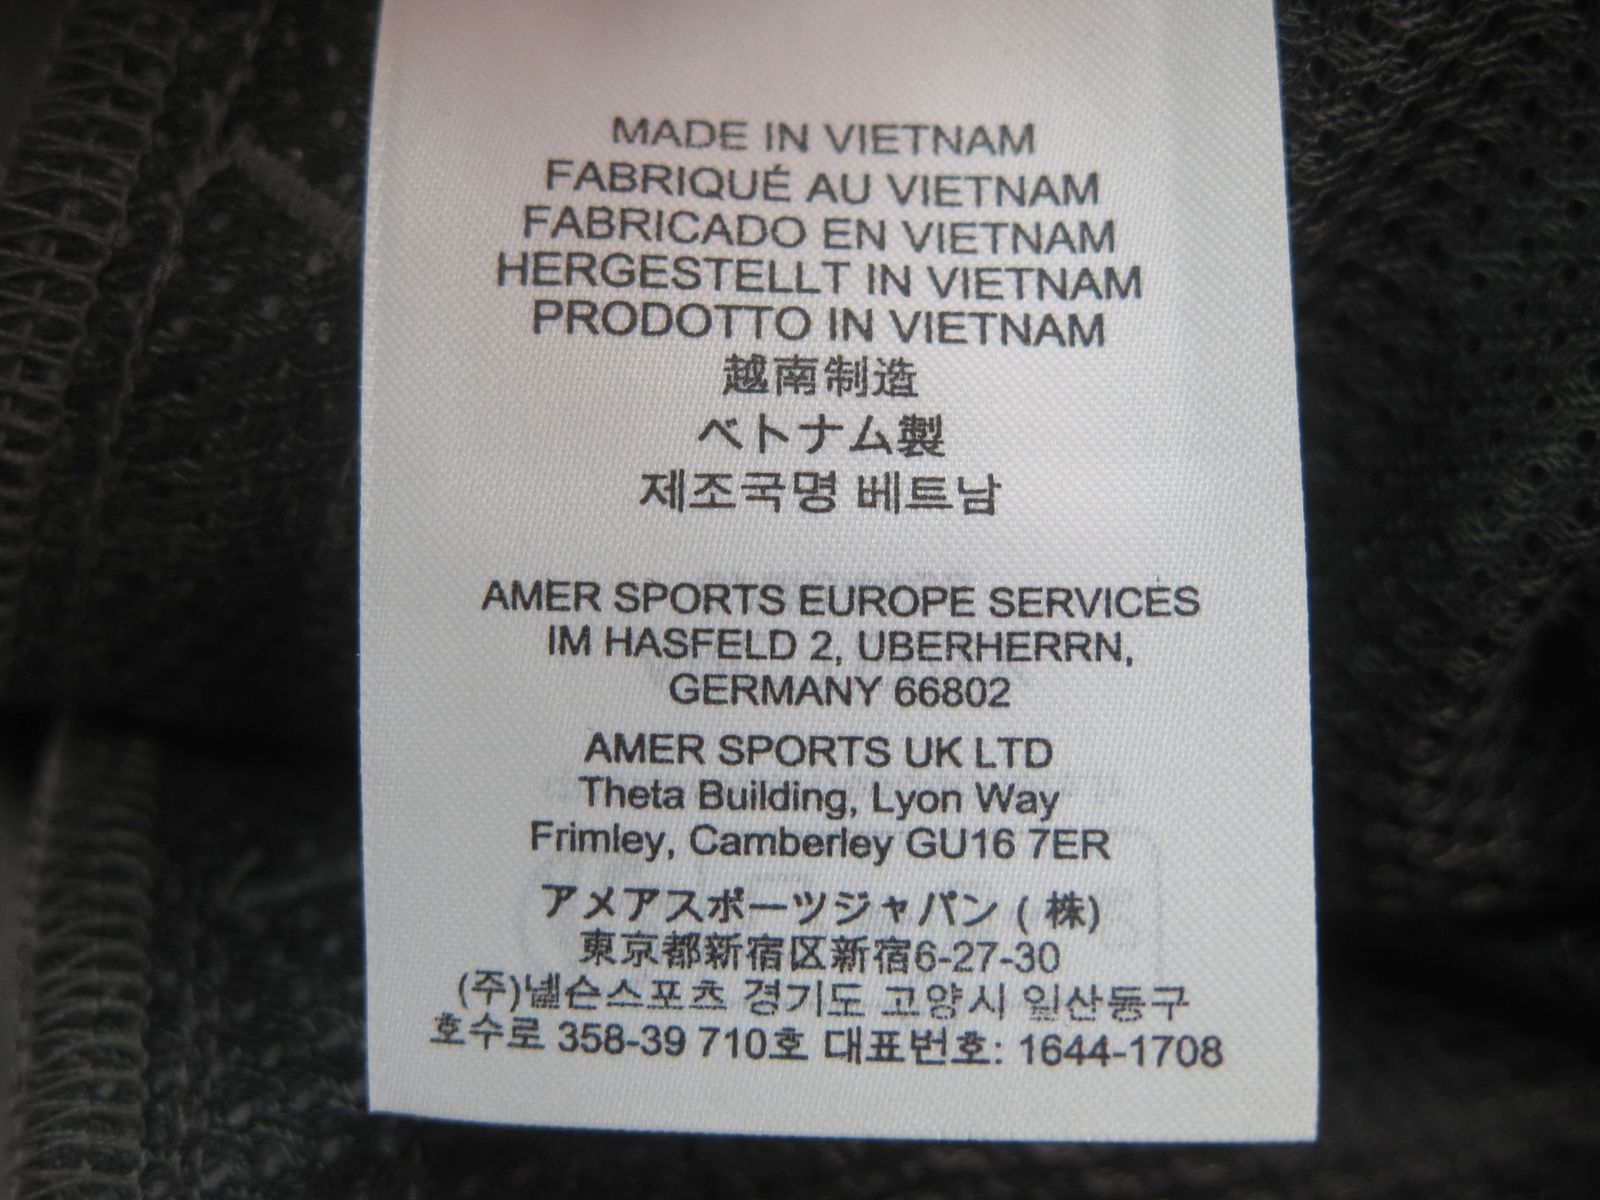 MADE IN VIETNAM
FABRIQUÉ AU VIETNAM
FABRICADO EN VIETNAM
HERGESTELLT IN VIETNAM
PRODOTTO IN VIETNAM
越南制造
ベトナム製
제조국명 베트남
AMER SPORTS EUROPE SERVICES
IM HASFELD 2, UBERHERRN,
GERMANY 66802
AMER SPORTS UK LTD
Theta Building, Lyon Way
Frimley, Camberley GU16 7ER
アメアスポーツジャパン ( 株)
東京都新宿区新宿6-27-30
(주)넬슨스포츠 경기도 고양시 일산동구
호수로 358-39 710호 대표번호: 1644-1708